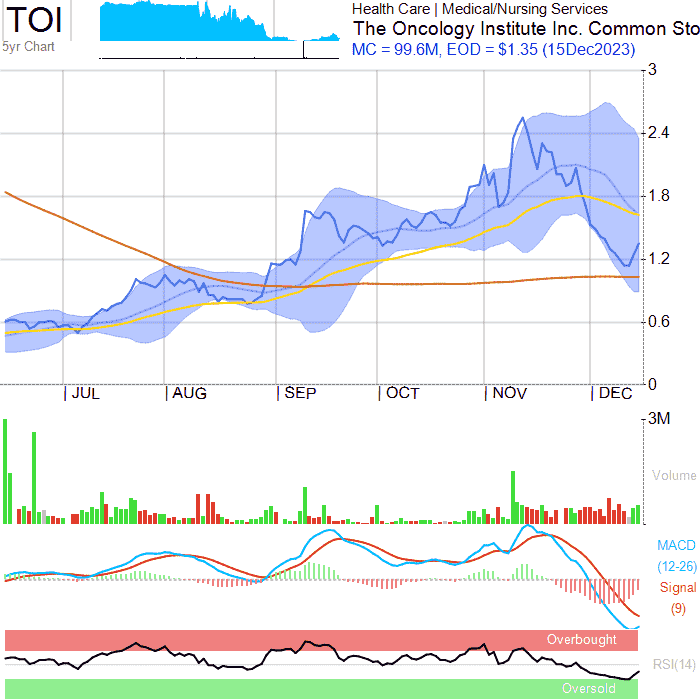 TOI
5yr Chart
Health Care | Medical/Nursing Services
The Oncology Institute Inc. Common Sto
MC = 99.6M, EOD = $1.35 (15Dec2023)
3
2.4
1.8
1.2
0.6
0
JUL AUG SEP OCT NOV DEC
3M
Volume
MACD
(12-26)
Signal
(9)
Overbought
RSI(14)
Oversold